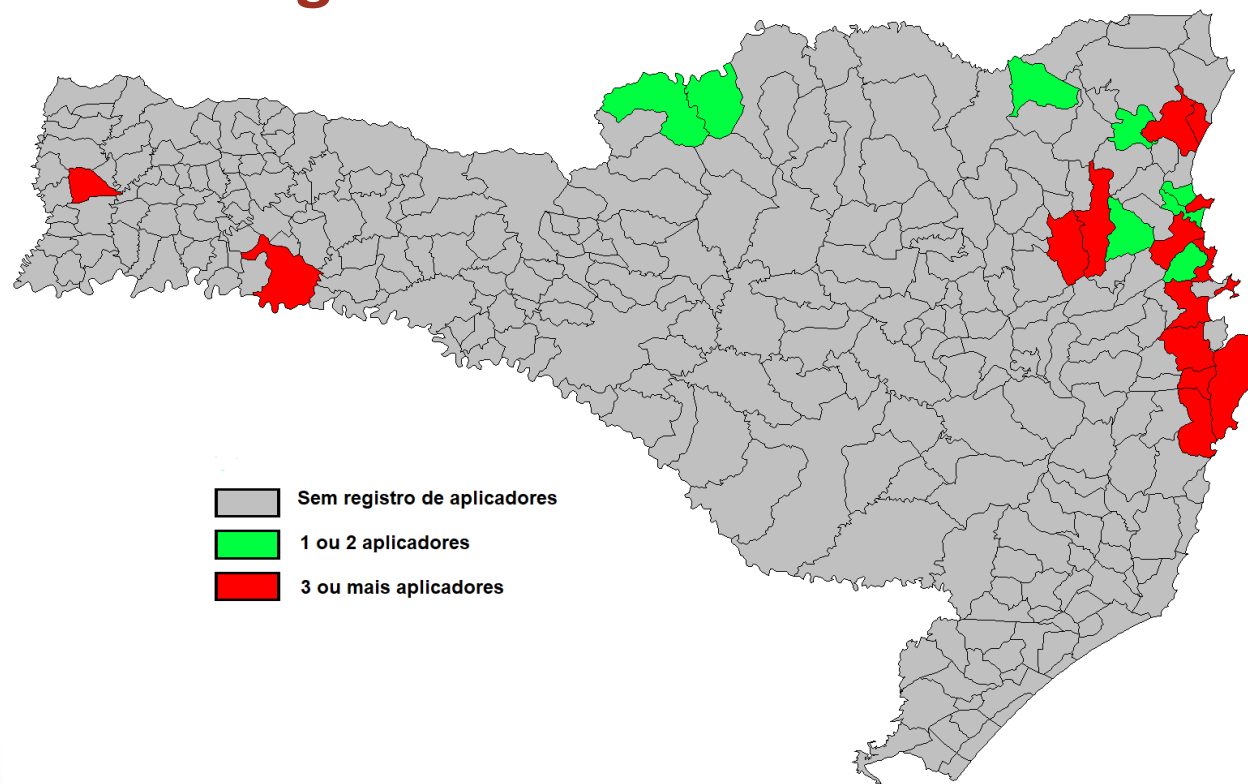 Sem registro de aplicadores
1 ou 2 aplicadores
3 ou mais aplicadores